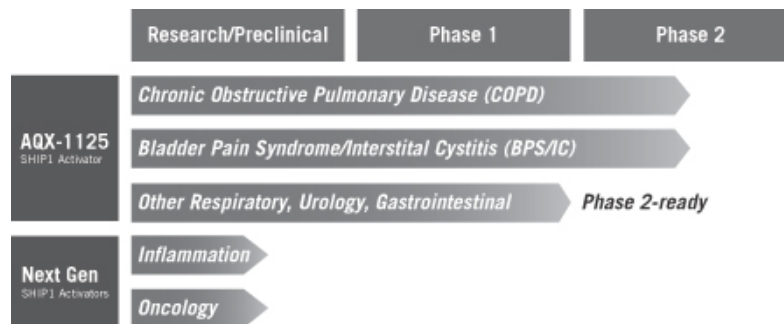 Research/Preclinical Phase 1 Phase 2
AQX-1125
SHIP1 Activator
Chronic Obstructive Pulmonary Disease (COPD)
Bladder Pain Syndrome/Interstital Cystitis (BPS/IC)
Other Respiratory, Urology, Gastrointestinal Phase 2-ready
Next Gen
SHIP1 Activators
Inflammation
Oncology